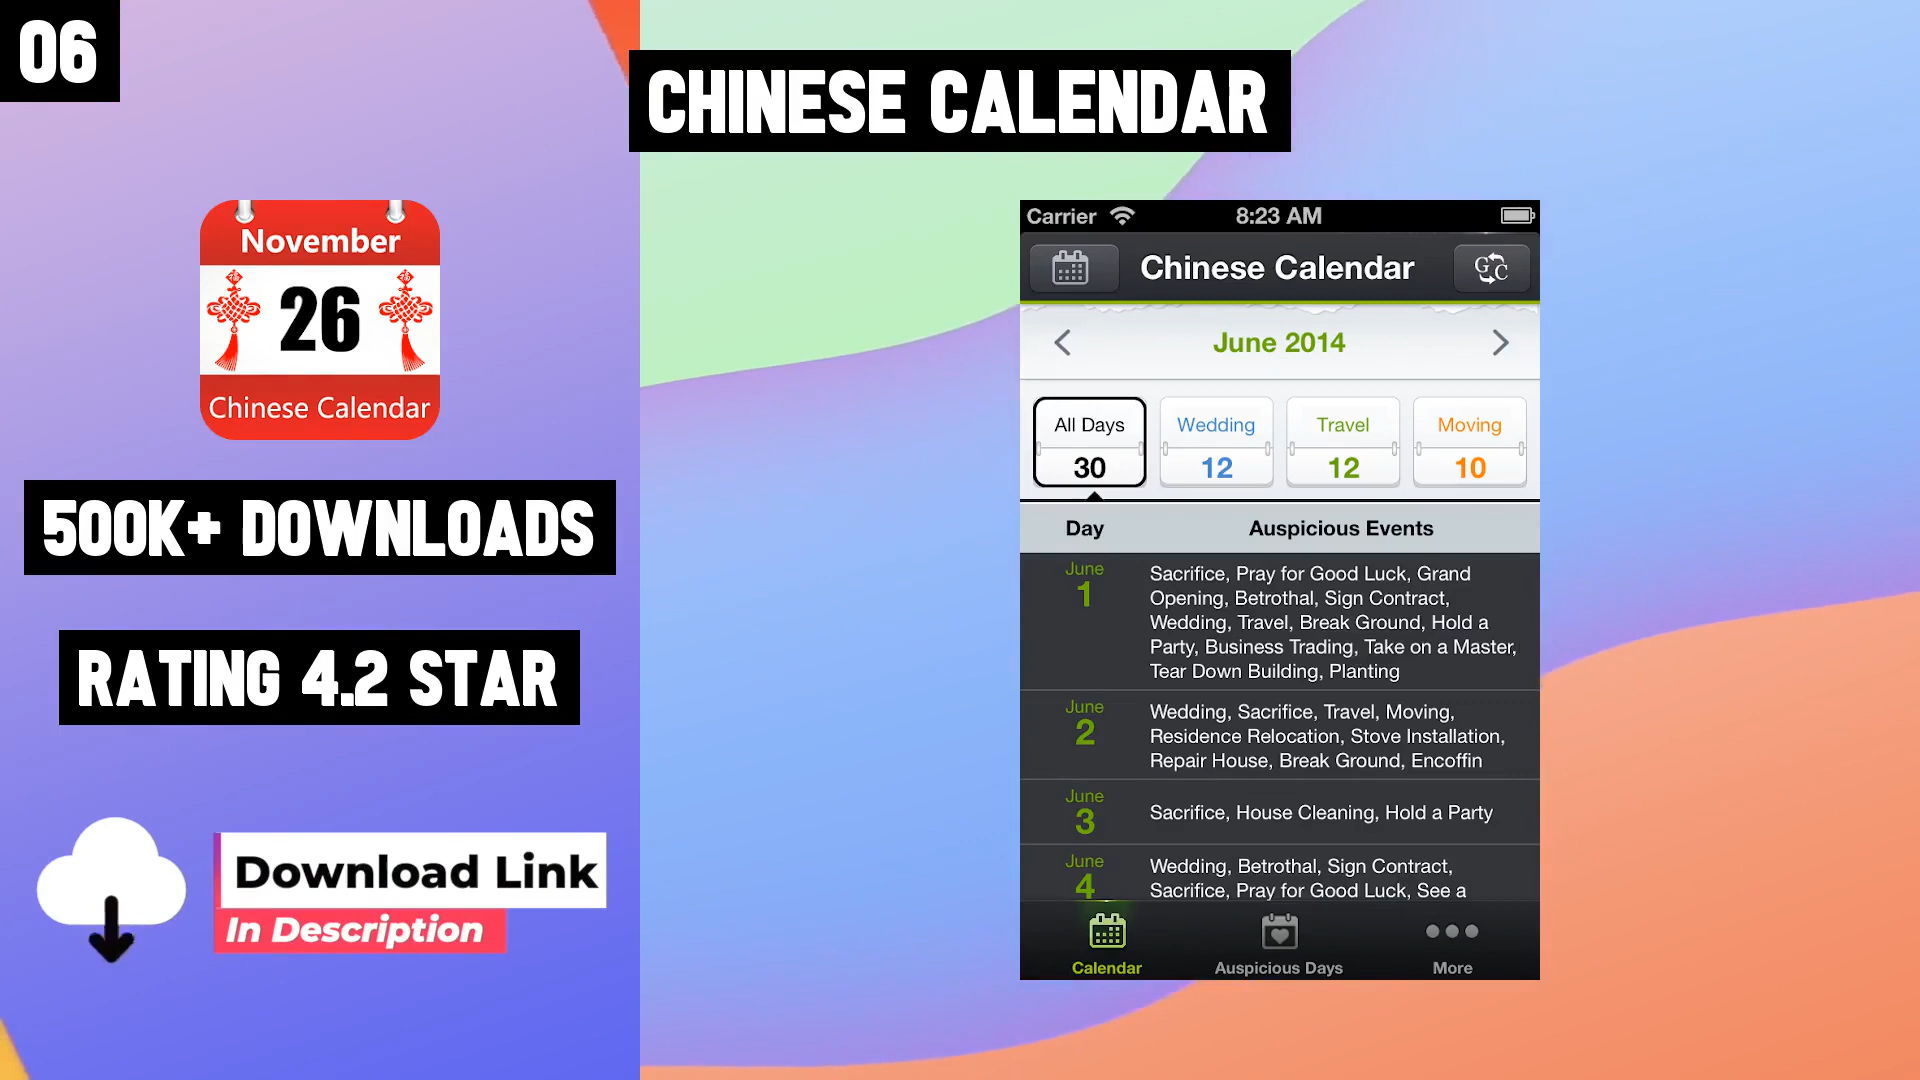 06
CHINESE CALENDAR
November
26
Chinese Calendar
500K+ DOWNLOADS
RATING 4.2 STAR
Download Link
In Description
Carrier 8:23 AM
Chinese Calendar
GC
June 2014
All Days Wedding Travel Moving
30 12 12 10
Day Auspicious Events
June
1
Sacrifice, Pray for Good Luck, Grand
Opening, Betrothal, Sign Contract,
Wedding, Travel, Break Ground, Hold a
Party, Business Trading, Take on a Master,
Tear Down Building, Planting
June
2
Wedding, Sacrifice, Travel, Moving,
Residence Relocation, Stove Installation,
Repair House, Break Ground, Encoffin
June
3
Sacrifice, House Cleaning, Hold a Party
June
4
Wedding, Betrothal, Sign Contract,
Sacrifice, Pray for Good Luck, See a
Calendar Auspicious Days More